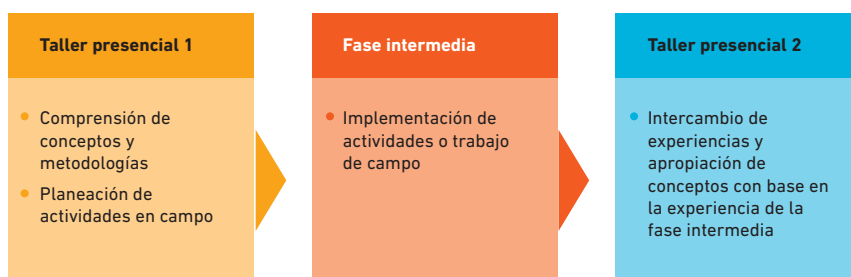 Taller presencial 1
Comprensión de
conceptos y
metodologías
Planeación de
actividades en campo
Fase intermedia
Implementación de
actividades o trabajo
de campo
Taller presencial 2
Intercambio de
experiencias y
apropiación de
conceptos con base en
la experiencia de la
fase intermedia